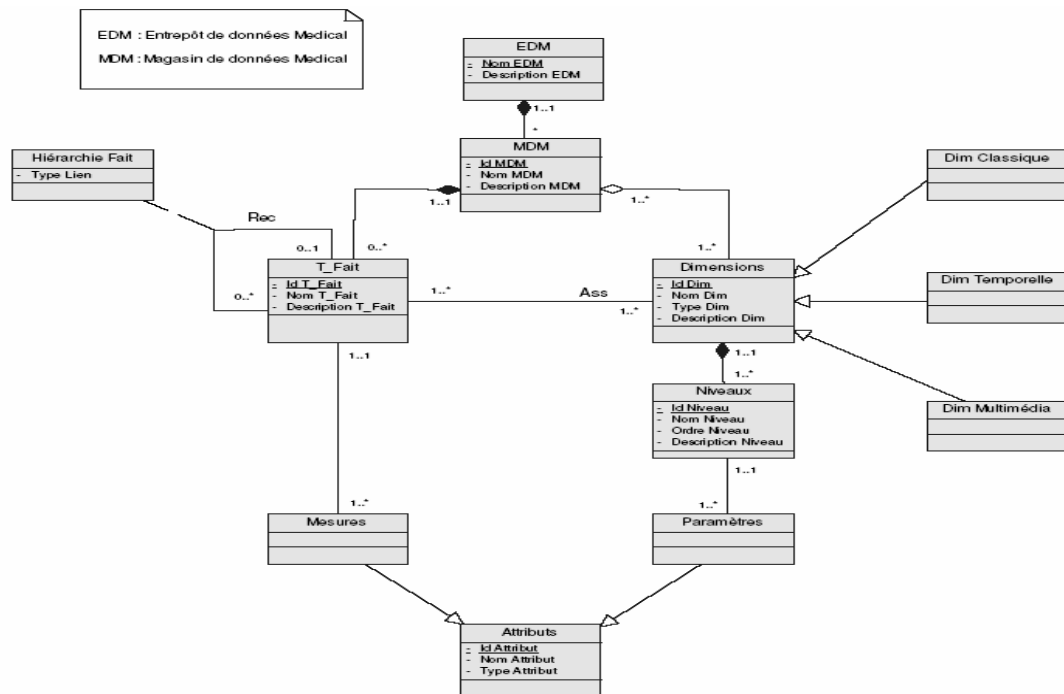 EDM : Entrepôt de données Medical
MDM : Magasin de données Medical
EDM
- Nom EDM
- Description EDM
1..1
*
MDM
- Id MDM
- Nom MDM
- Description MDM
1..1
1..*
Hiérarchie Fait
- Type Lien
Rec
0..1
0..*
0..*
1..*
T_Fait
- Id T_Fait
- Nom T_Fait
- Description T_Fait
1..*
Ass
1..*
Dimensions
- Id Dim
- Nom Dim
- Type Dim
- Description Dim
Dim Classique
Dim Temporelle
Dim Multimédia
1..1
1..1
1..*
Niveaux
- Id Niveau
- Nom Niveau
- Ordre Niveau
- Description Niveau
1..1
1..*
1..*
Mesures
Paramètres
Attributs
- Id Attribut
- Nom Attribut
- Type Attribut